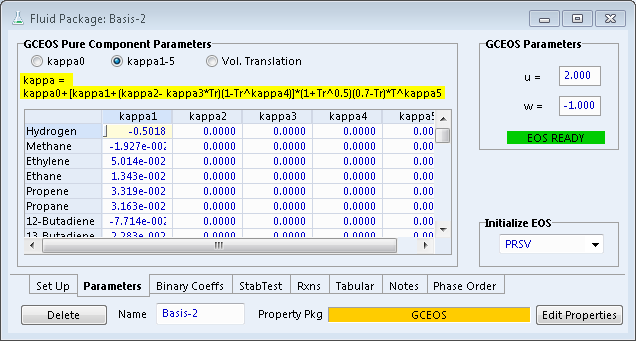 Fluid Package: Basis-2
GCEOS Pure Component Parameters
kappa0 kappa1-5 Vol. Translation
kappa =
kappa0+[kappa1+(kappa2- kappa3*Tr)(1-Tr^kappa4)]*(1+Tr^0.5)(0.7-Tr)*T^kappa5
kappa1 kappa2 kappa3 kappa4 kappa5
Hydrogen -0.5018 0.0000 0.0000 0.0000 0.00
Methane -1.927e-002 0.0000 0.0000 0.0000 0.00
Ethylene 5.014e-002 0.0000 0.0000 0.0000 0.00
Ethane 1.343e-002 0.0000 0.0000 0.0000 0.00
Propene 3.319e-002 0.0000 0.0000 0.0000 0.00
Propane 3.163e-002 0.0000 0.0000 0.0000 0.00
12-Butadiene -7.714e-002 0.0000 0.0000 0.0000 0.00
13-Butadiene 2.283e-002 0.0000 0.0000 0.0000 0.00
GCEOS Parameters
u = 2.000
w = -1.000
EOS READY
Initialize EOS
PRSV
Set Up Parameters Binary Coeffs StabTest Rxns Tabular Notes Phase Order
Delete Name Basis-2 Property Pkg GCEOS Edit Properties